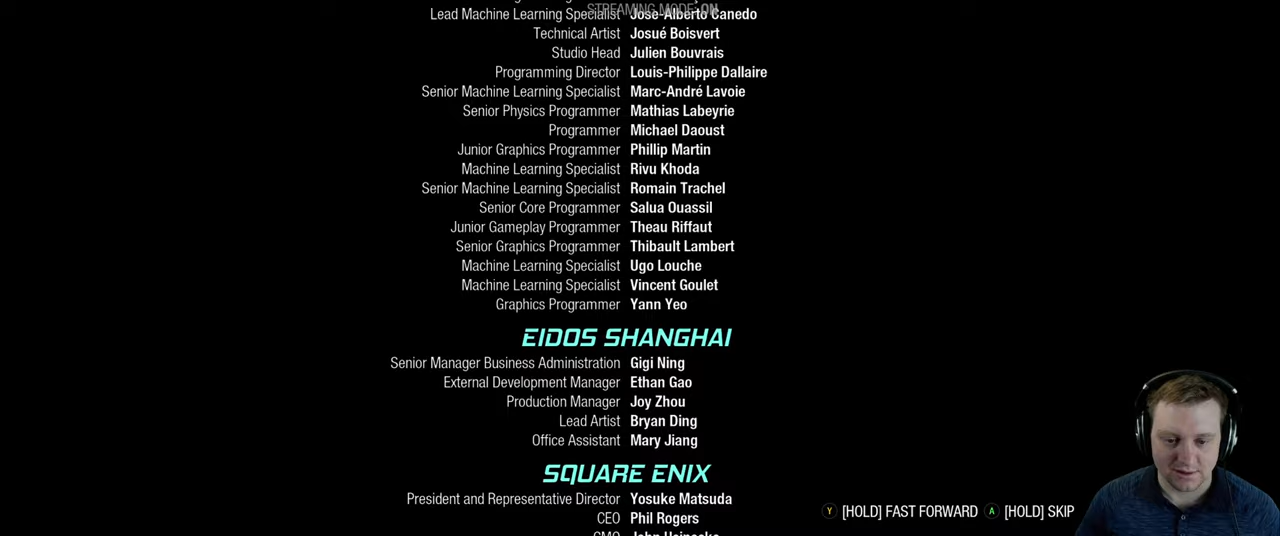 STREAMING MODE: ON
Lead Machine Learning Specialist Jose-Alberto Canedo
Technical Artist Josué Boisvert
Studio Head Julien Bouvrais
Programming Director Louis-Philippe Dallaire
Senior Machine Learning Specialist Marc-André Lavoie
Senior Physics Programmer Mathias Labeyrie
Programmer Michael Daoust
Junior Graphics Programmer Phillip Martin
Machine Learning Specialist Rivu Khoda
Senior Machine Learning Specialist Romain Trachel
Senior Core Programmer Salua Ouassil
Junior Gameplay Programmer Theau Riffaut
Senior Graphics Programmer Thibault Lambert
Machine Learning Specialist Ugo Louche
Machine Learning Specialist Vincent Goulet
Graphics Programmer Yann Yeo
EIDOS SHANGHAI
Senior Manager Business Administration Gigi Ning
External Development Manager Ethan Gao
Production Manager Joy Zhou
Lead Artist Bryan Ding
Office Assistant Mary Jiang
SQUARE ENIX
President and Representative Director Yosuke Matsuda
CEO Phil Rogers
Y [HOLD] FAST FORWARD A [HOLD] SKIP